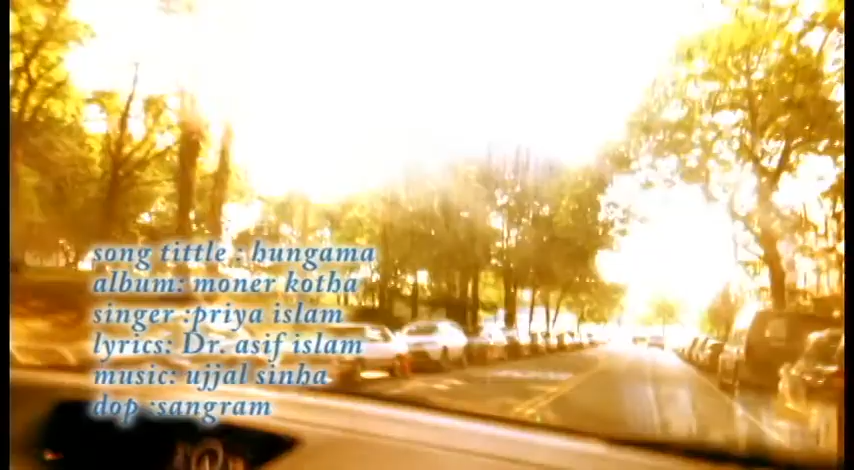 song tittle : hungama
album: moner kotha
singer :priya islam
lyrics: Dr. asif islam
music: ujjal sinha
dop :sangram